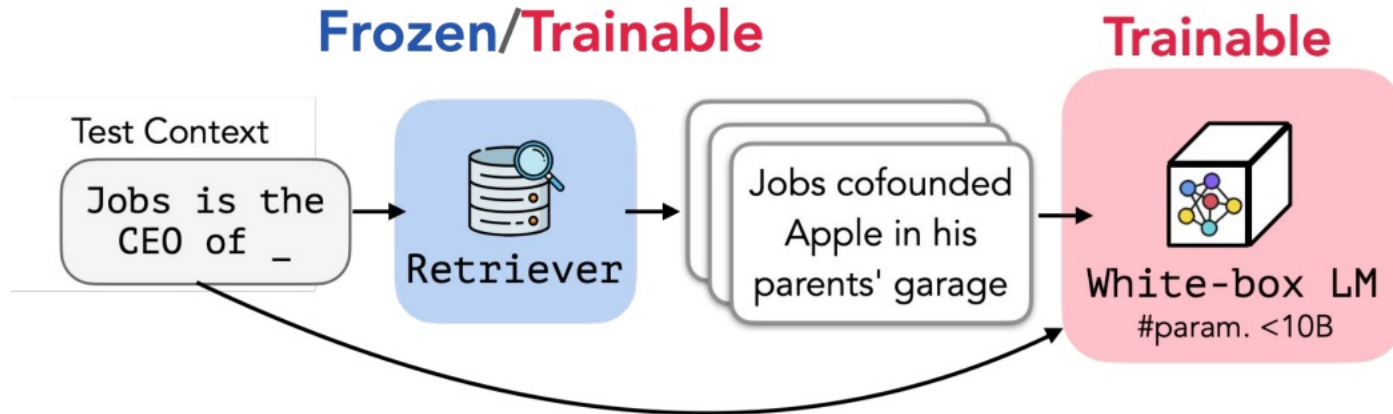 Frozen/Trainable
Trainable
Test Context
Jobs is the
CEO of _
Retriever
Jobs cofounded
Apple in his
parents' garage
White-box LM
#param. <10B